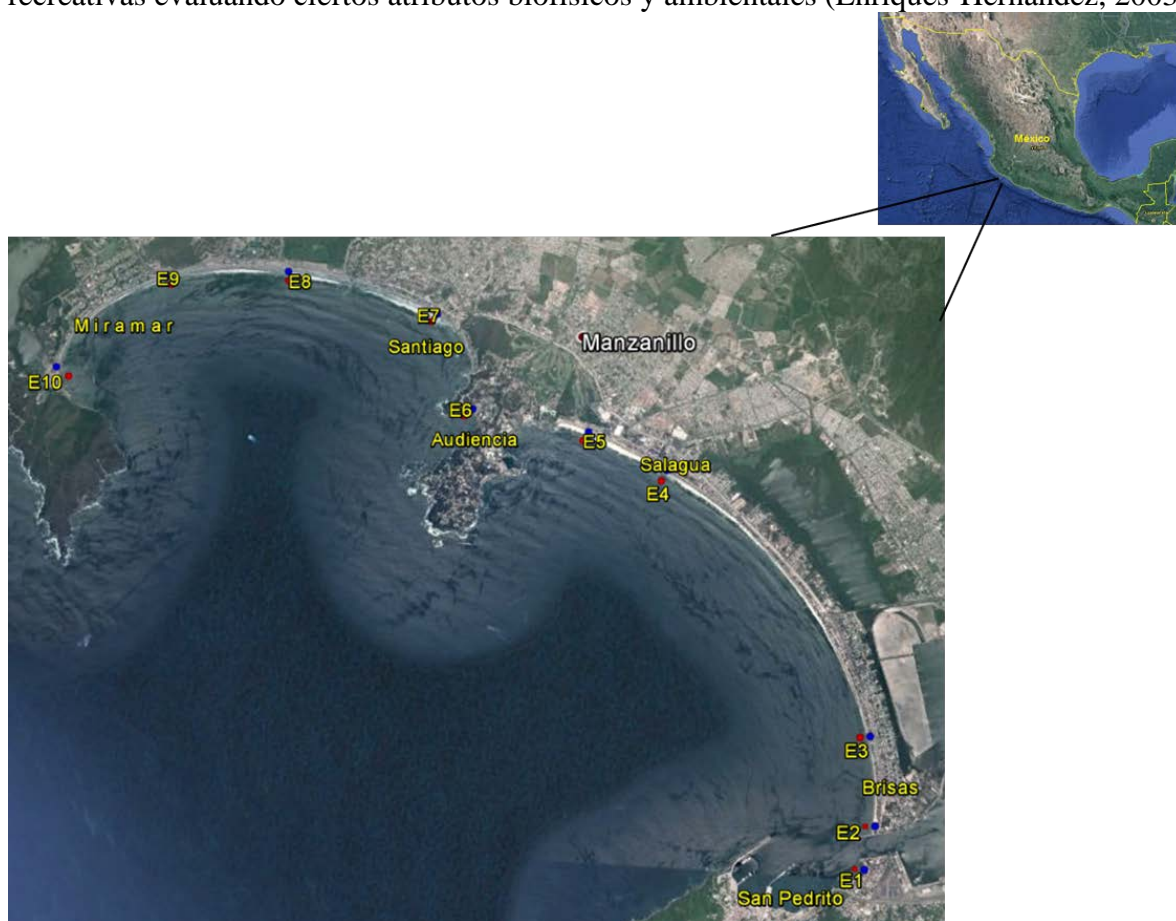 recreativas evaluando ciertos atributos biofísicos y ambientales (Enriques-Hernández, 2003
México
E9
E8
Miramar
E7
Santiago
Manzanillo
E10
E6
Audiencia
E5
Salagua
E4
E3
Brisas
E2
E1
San Pedrito